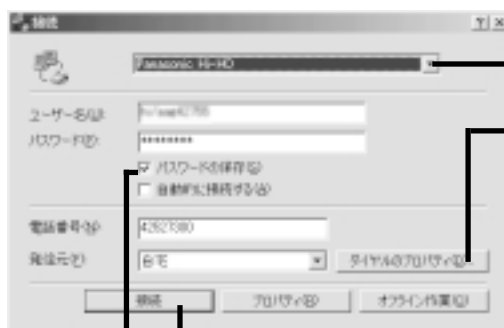 接続
Panasonic Hi-HO
ユーザー名(U):
パスワード(P): ********
パスワードの保存(S)
自動的に接続する(A)
電話番号(N):
発信元(F): 自宅 ダイヤルのプロパティ(D)...
接続 プロパティ(R) オフライン作業(O)